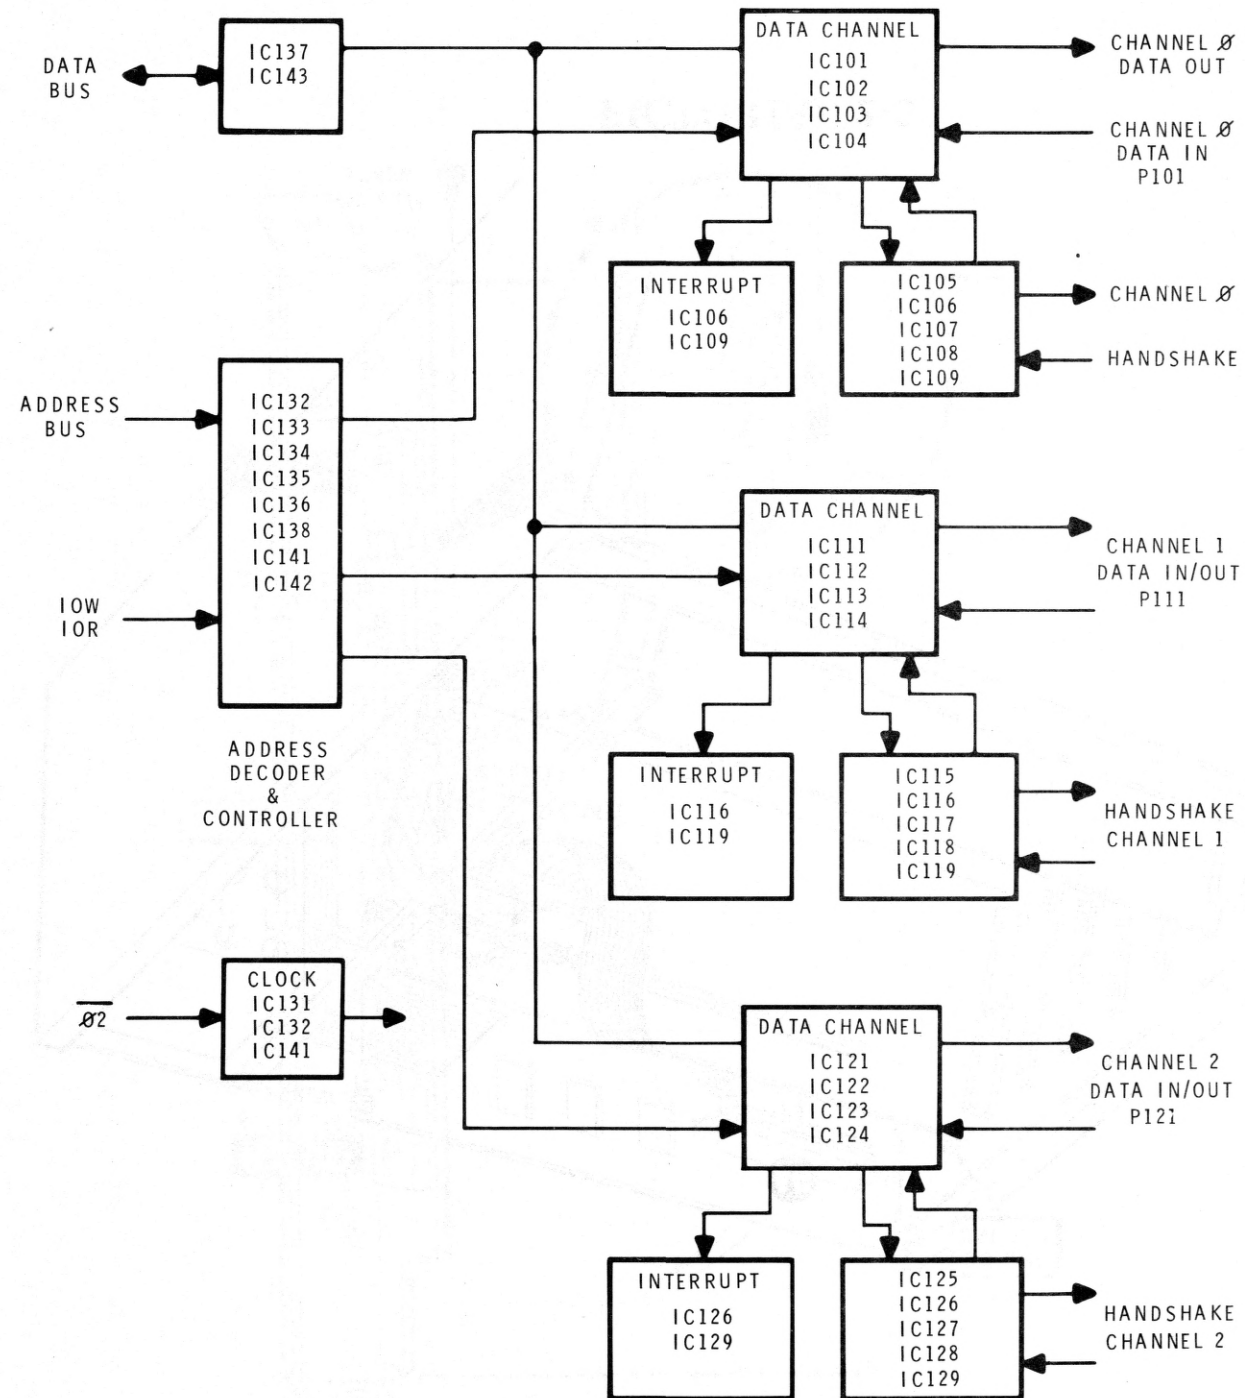 DATA
BUS
IC137
IC143
DATA CHANNEL
IC101
IC102
IC103
IC104
CHANNEL Ø
DATA OUT
CHANNEL Ø
DATA IN
P101
INTERRUPT
IC106
IC109
IC105
IC106
IC107
IC108
IC109
CHANNEL Ø
HANDSHAKE
ADDRESS
BUS
IOW
IOR
IC132
IC133
IC134
IC135
IC136
IC138
IC141
IC142
ADDRESS
DECODER
&
CONTROLLER
DATA CHANNEL
IC111
IC112
IC113
IC114
CHANNEL 1
DATA IN/OUT
P111
INTERRUPT
IC116
IC119
IC115
IC116
IC117
IC118
IC119
HANDSHAKE
CHANNEL 1
Ø2
CLOCK
IC131
IC132
IC141
DATA CHANNEL
IC121
IC122
IC123
IC124
CHANNEL 2
DATA IN/OUT
P121
INTERRUPT
IC126
IC129
IC125
IC126
IC127
IC128
IC129
HANDSHAKE
CHANNEL 2